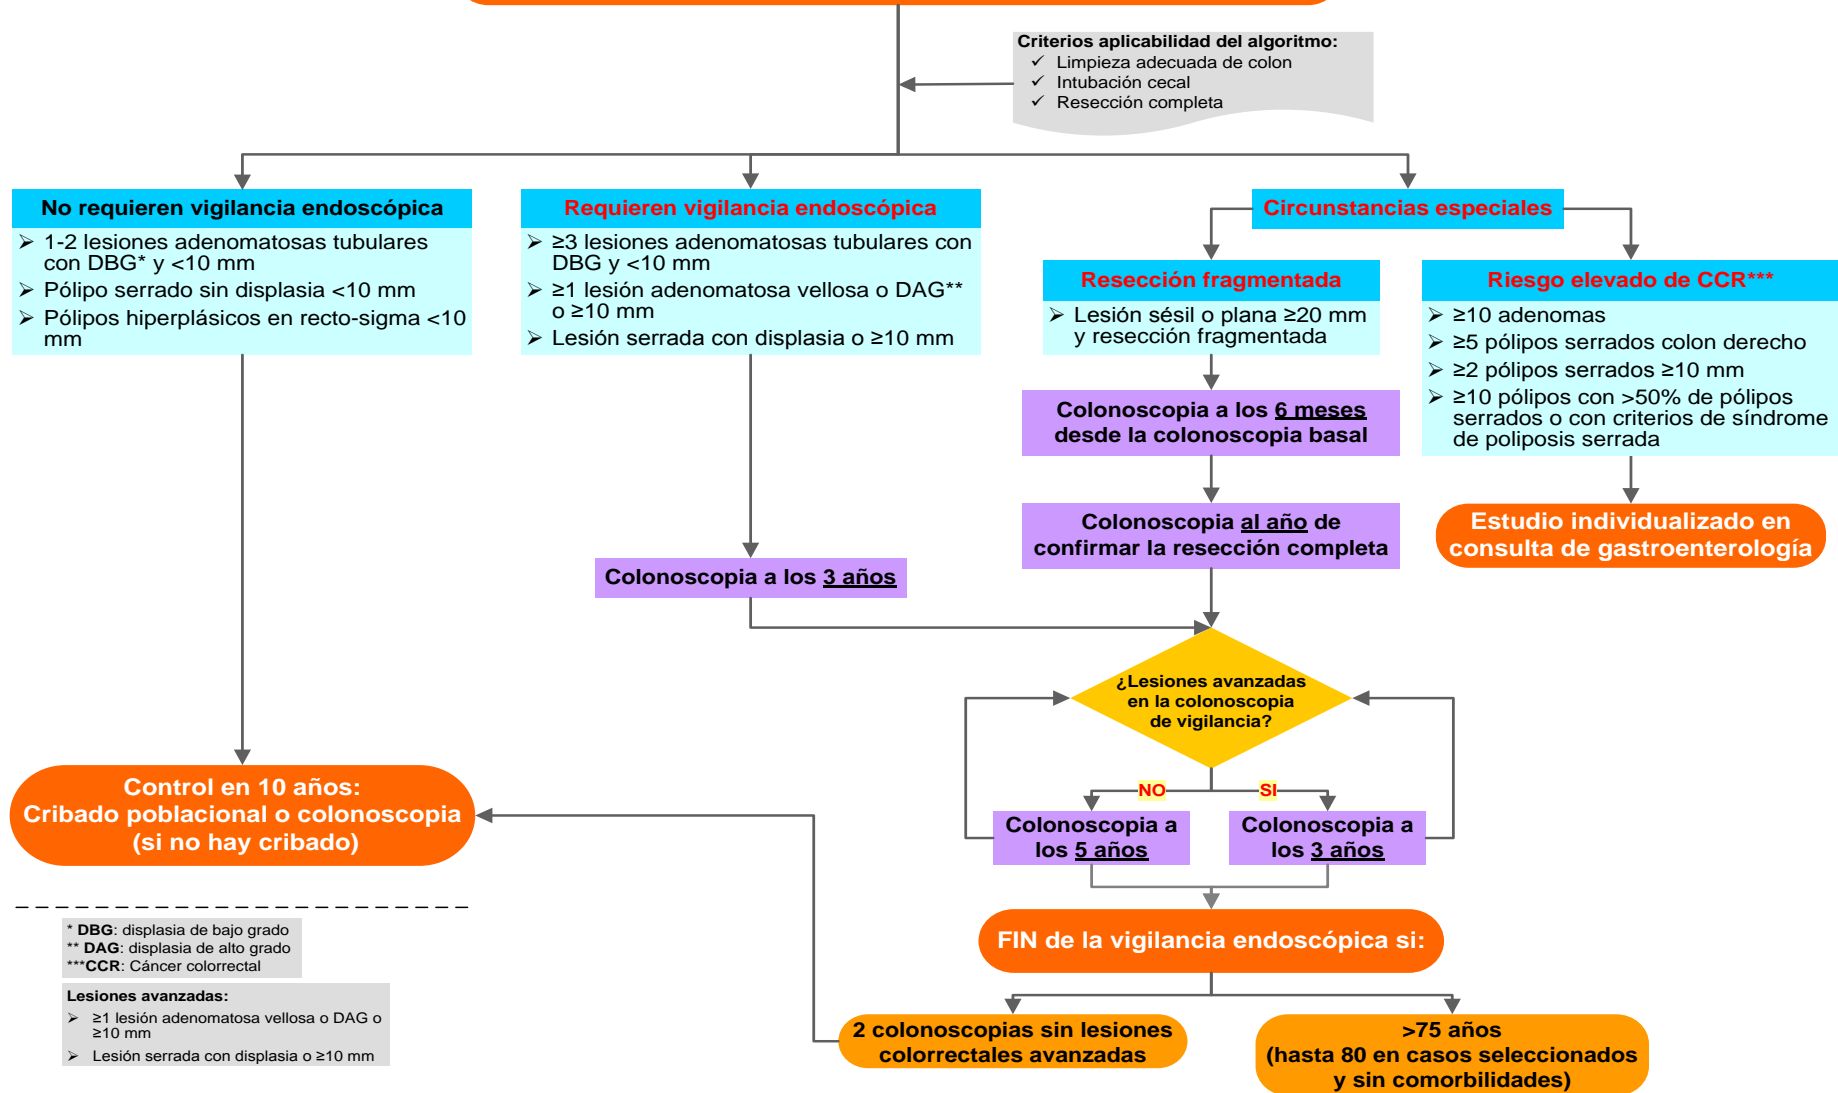 Criterios aplicabilidad del algoritmo:
✓ Limpieza adecuada de colon
✓ Intubación cecal
✓ Resección completa
No requieren vigilancia endoscópica
➢ 1-2 lesiones adenomatosas tubulares
con DBG* y <10 mm
➢ Pólipo serrado sin displasia <10 mm
➢ Pólipos hiperplásicos en recto-sigma <10
mm
Requieren vigilancia endoscópica
➢ ≥3 lesiones adenomatosas tubulares con
DBG y <10 mm
➢ ≥1 lesión adenomatosa vellosa o DAG**
o ≥10 mm
➢ Lesión serrada con displasia o ≥10 mm
Circunstancias especiales
Resección fragmentada
➢ Lesión sésil o plana ≥20 mm
y resección fragmentada
Riesgo elevado de CCR***
➢ ≥10 adenomas
➢ ≥5 pólipos serrados colon derecho
➢ ≥2 pólipos serrados ≥10 mm
➢ ≥10 pólipos con >50% de pólipos
serrados o con criterios de síndrome
de poliposis serrada
Colonoscopia a los 6 meses
desde la colonoscopia basal
Colonoscopia al año de
confirmar la resección completa
Estudio individualizado en
consulta de gastroenterología
Colonoscopia a los 3 años
¿Lesiones avanzadas
en la colonoscopia
de vigilancia?
NO
SI
Colonoscopia a
los 5 años
Colonoscopia a
los 3 años
Control en 10 años:
Cribado poblacional o colonoscopia
(si no hay cribado)
FIN de la vigilancia endoscópica si:
2 colonoscopias sin lesiones
colorrectales avanzadas
>75 años
(hasta 80 en casos seleccionados
y sin comorbilidades)
* DBG: displasia de bajo grado
** DAG: displasia de alto grado
***CCR: Cáncer colorrectal
Lesiones avanzadas:
➢ ≥1 lesión adenomatosa vellosa o DAG o
≥10 mm
➢ Lesión serrada con displasia o ≥10 mm